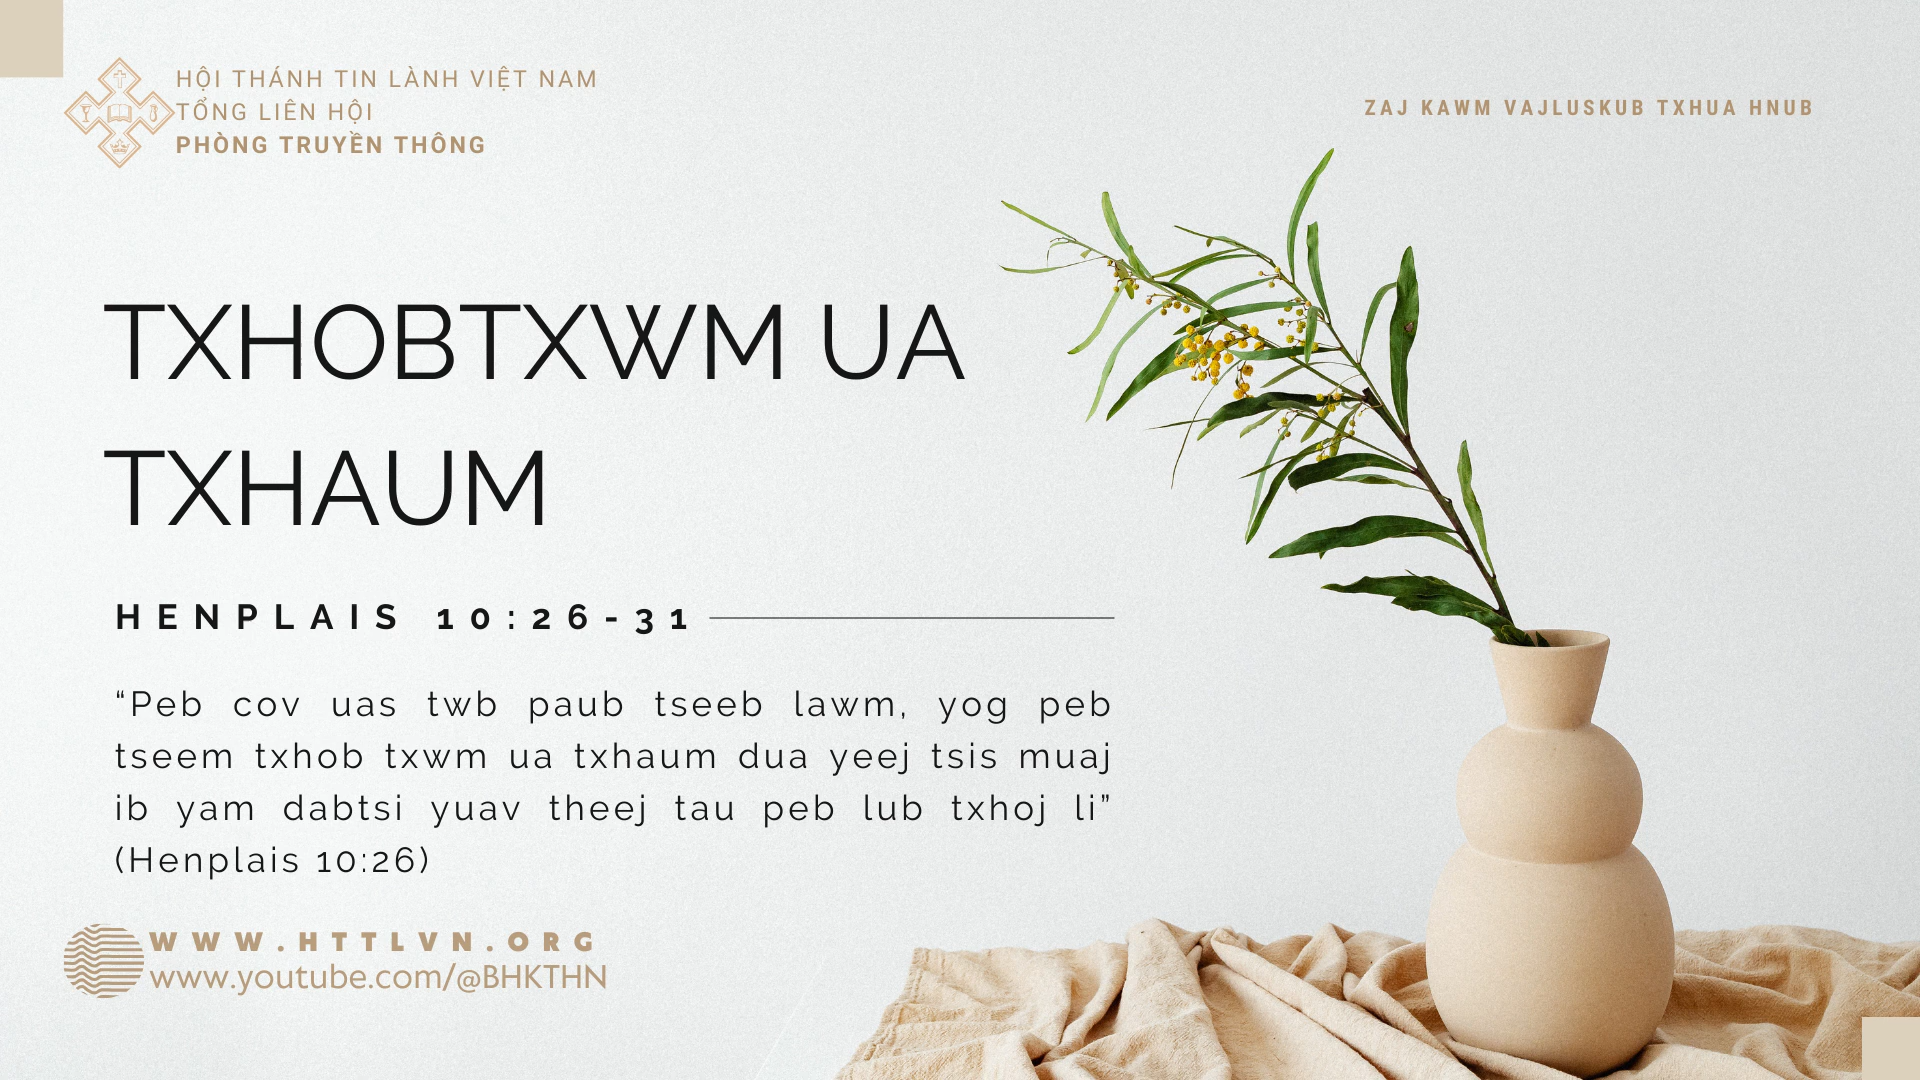 HỘI THÁNH TIN LÀNH VIỆT NAM
TỔNG LIÊN HỘI
PHÒNG TRUYỀN THÔNG
ZAJ KAWM VAJLUSKUB TXHUA HNUB
TXHOBTXWM UA
TXHAUM
HENPLAIS 10:26-31
“Peb cov uas twb paub tseeb lawm, yog peb
tseem txhob txwm ua txhaum dua yeej tsis muaj
ib yam dabtsi yuav theej tau peb lub txhoj li”
(Henplais 10:26)
WWW.HTTLVN.ORG
www.youtube.com/@BHKTHN